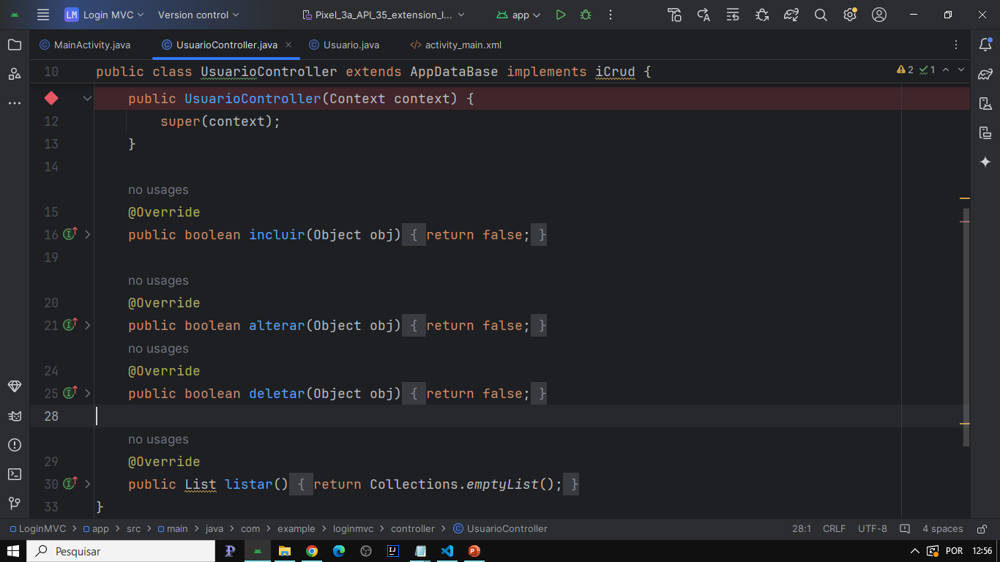 LM Login MVC Version control Pixel_3a_API_35_extension_l... app
MainActivity.java UsuarioController.java Usuario.java activity_main.xml
10 public class UsuarioController extends AppDataBase implements iCrud { 2 1
public UsuarioController(Context context) {
12 super(context);
13 }
14
no usages
15 @Override
16 public boolean incluir(Object obj) { return false; }
19
no usages
20 @Override
21 public boolean alterar(Object obj) { return false; }
no usages
24 @Override
25 public boolean deletar(Object obj) { return false; }
28
no usages
29 @Override
30 public List listar() { return Collections.emptyList(); }
33 }
LoginMVC > app > src > main > java > com > example > loginmvc > controller > UsuarioController 28:1 CRLF UTF-8 4 spaces
Pesquisar POR 12:56